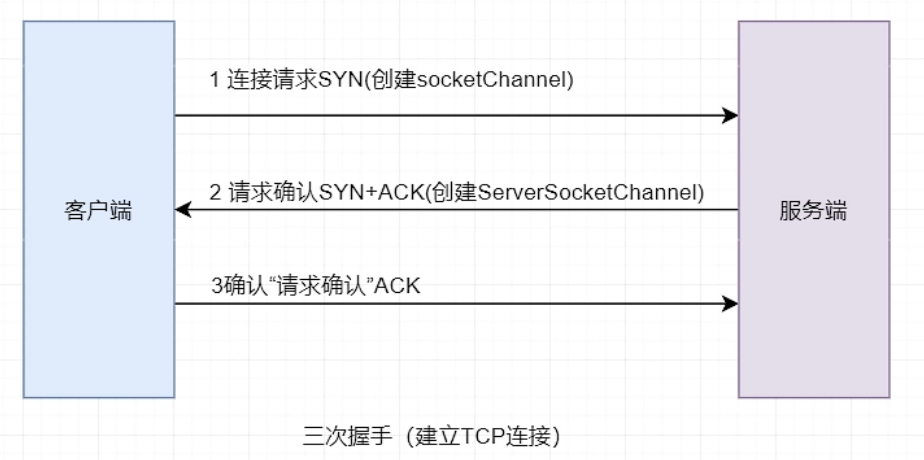 1 连接请求SYN(创建socketChannel)
2 请求确认SYN+ACK(创建ServerSocketChannel)
客户端
服务端
3确认“请求确认”ACK
三次握手（建立TCP连接）